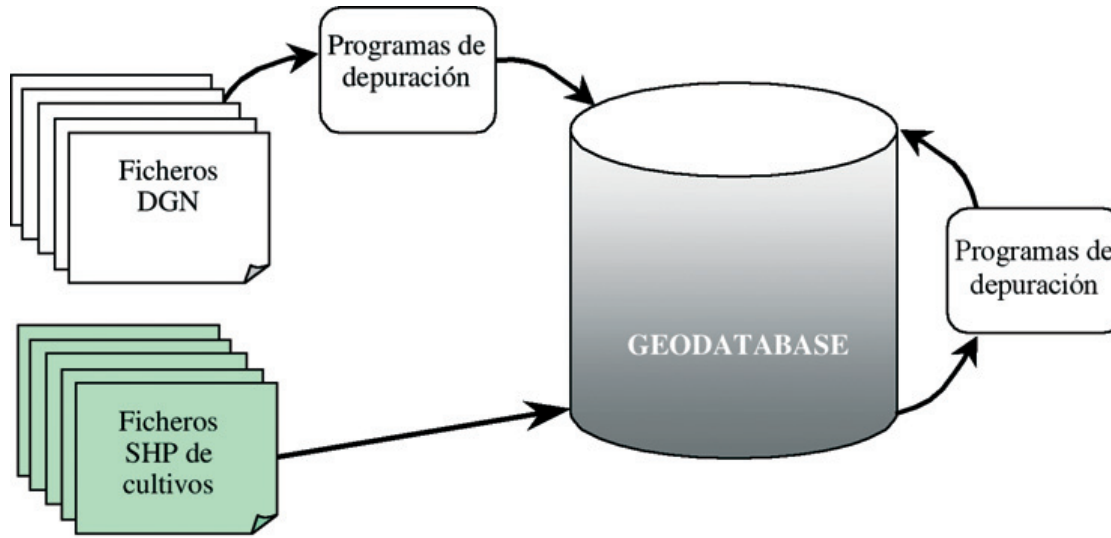 Programas de
depuración
Ficheros
DGN
Programas de
depuración
GEODATABASE
Ficheros
SHP de
cultivos